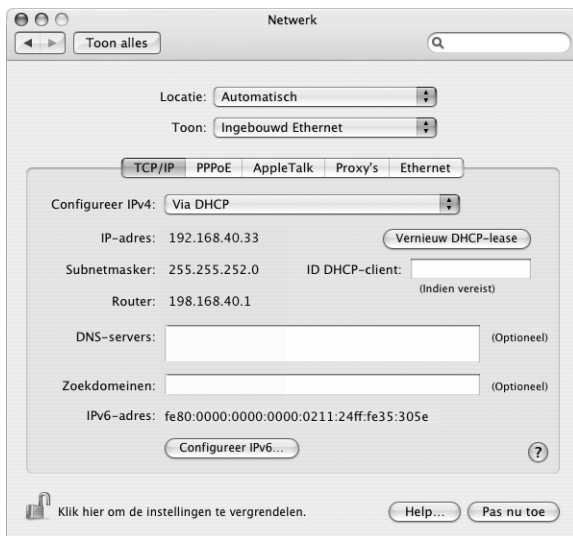 Netwerk
Toon alles
Locatie: Automatisch
Toon: Ingebouwd Ethernet
TCP/IP PPPoE AppleTalk Proxy's Ethernet
Configureer IPv4: Via DHCP
IP-adres: 192.168.40.33 Vernieuw DHCP-lease
Subnetmasker: 255.255.252.0 ID DHCP-client:
(Indien vereist)
Router: 198.168.40.1
DNS-servers: (Optioneel)
Zoekdomeinen: (Optioneel)
IPv6-adres: fe80:0000:0000:0000:0211:24ff:fe35:305e
Configureer IPv6...
?
Klik hier om de instellingen te vergrendelen. Help... Pas nu toe